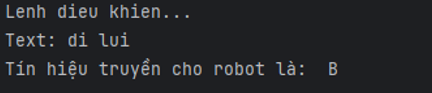 Lenh dieu khien...
Text: di lui
Tín hiệu truyền cho robot là:  B